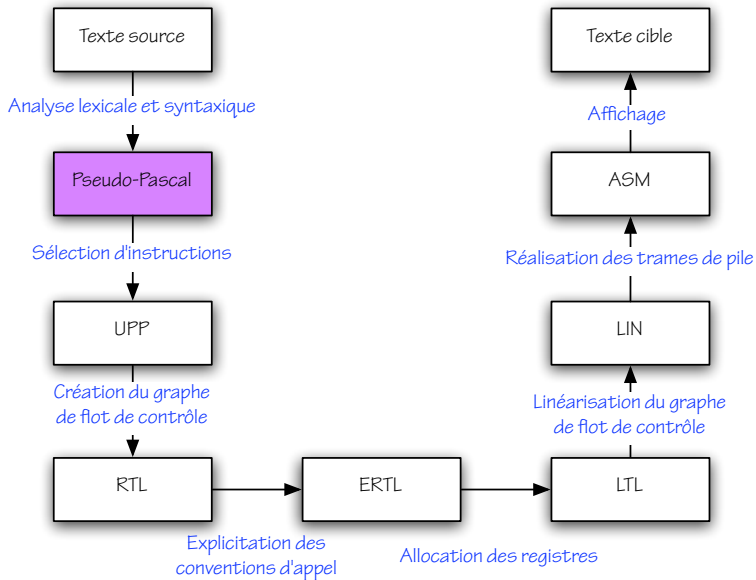 Texte source
Analyse lexicale et syntaxique
Pseudo-Pascal
Sélection d'instructions
UPP
Création du graphe
de flot de contrôle
RTL
Explicitation des
conventions d'appel
ERTL
Allocation des registres
LTL
Linéarisation du graphe
de flot de contrôle
LIN
Réalisation des trames de pile
ASM
Affichage
Texte cible